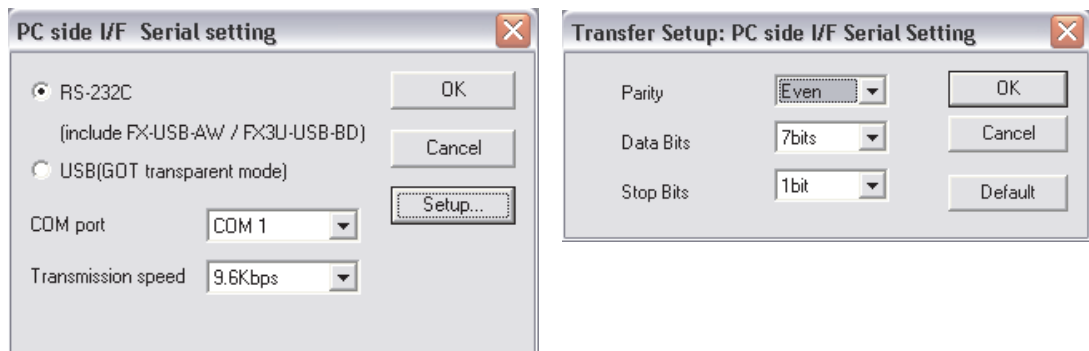 PC side I/F Serial setting
RS-232C
(include FX-USB-AW / FX3U-USB-BD)
USB(GOT transparent mode)
COM port
COM 1
Transmission speed
9.6Kbps
OK
Cancel
Setup...
Transfer Setup: PC side I/F Serial Setting
Parity
Even
Data Bits
7bits
Stop Bits
1bit
OK
Cancel
Default